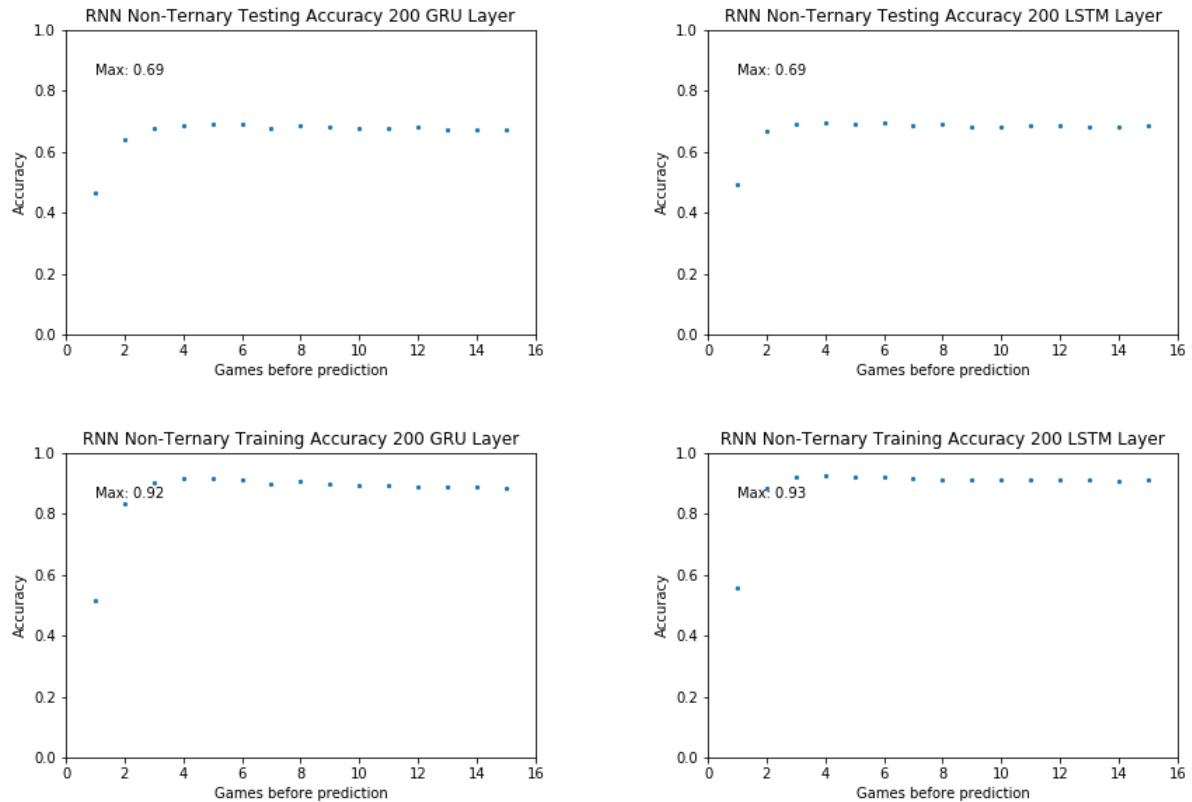 RNN Non-Ternary Testing Accuracy 200 GRU Layer
1.0
Max: 0.69
0.8
0.6
Accuracy
0.4
0.2
0.0
0 2 4 6 8 10 12 14 16
Games before prediction
RNN Non-Ternary Testing Accuracy 200 LSTM Layer
1.0
Max: 0.69
0.8
0.6
Accuracy
0.4
0.2
0.0
0 2 4 6 8 10 12 14 16
Games before prediction
RNN Non-Ternary Training Accuracy 200 GRU Layer
1.0
Max: 0.92
0.8
0.6
Accuracy
0.4
0.2
0.0
0 2 4 6 8 10 12 14 16
Games before prediction
RNN Non-Ternary Training Accuracy 200 LSTM Layer
1.0
Max: 0.93
0.8
0.6
Accuracy
0.4
0.2
0.0
0 2 4 6 8 10 12 14 16
Games before prediction